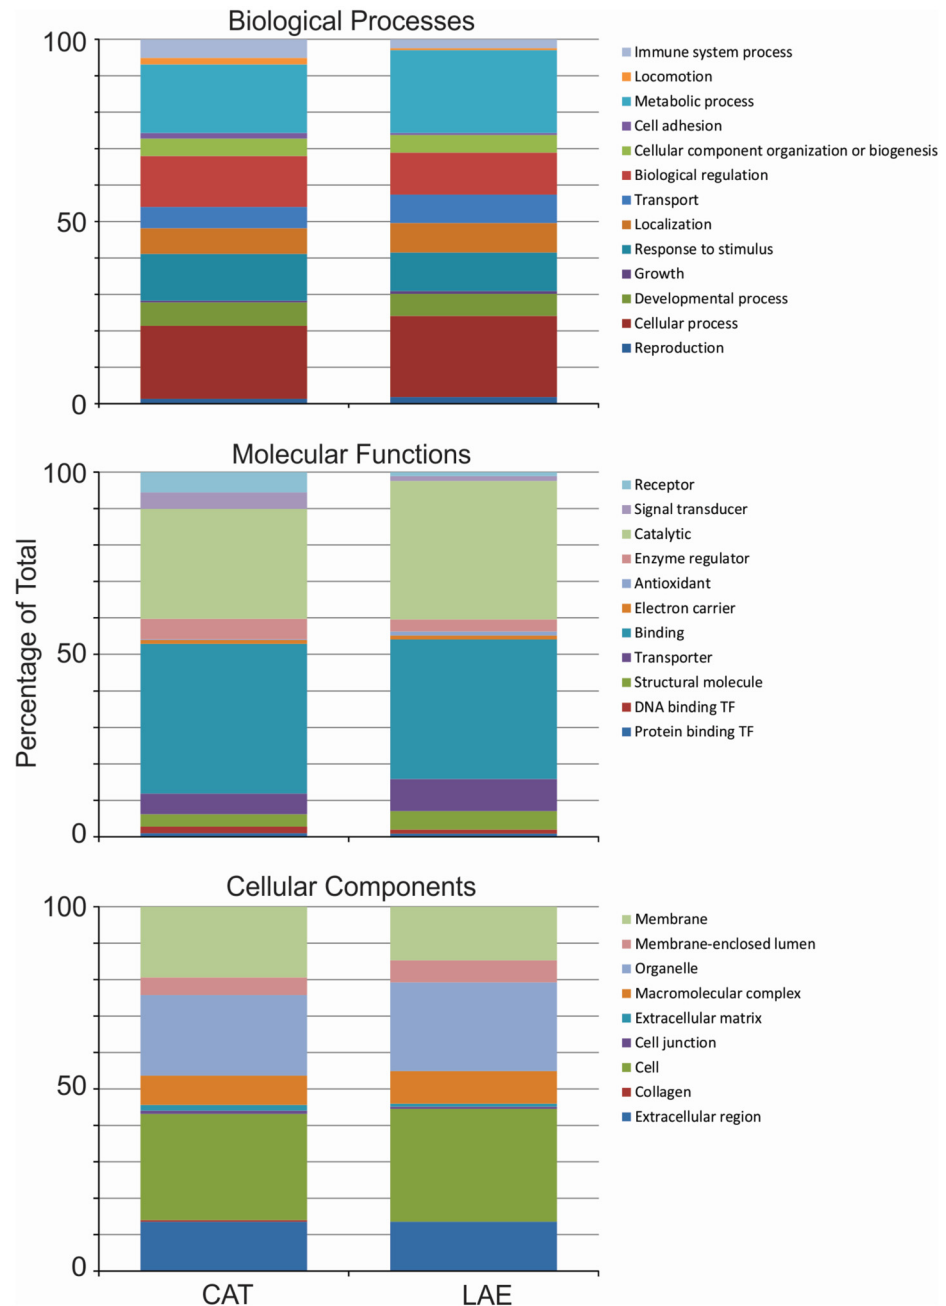 Biological Processes
100
50
0
Immune system process
Locomotion
Metabolic process
Cell adhesion
Cellular component organization or biogenesis
Biological regulation
Transport
Localization
Response to stimulus
Growth
Developmental process
Cellular process
Reproduction
Molecular Functions
Percentage of Total
100
50
0
Receptor
Signal transducer
Catalytic
Enzyme regulator
Antioxidant
Electron carrier
Binding
Transporter
Structural molecule
DNA binding TF
Protein binding TF
Cellular Components
100
50
0
Membrane
Membrane-enclosed lumen
Organelle
Macromolecular complex
Extracellular matrix
Cell junction
Cell
Collagen
Extracellular region
CAT LAE